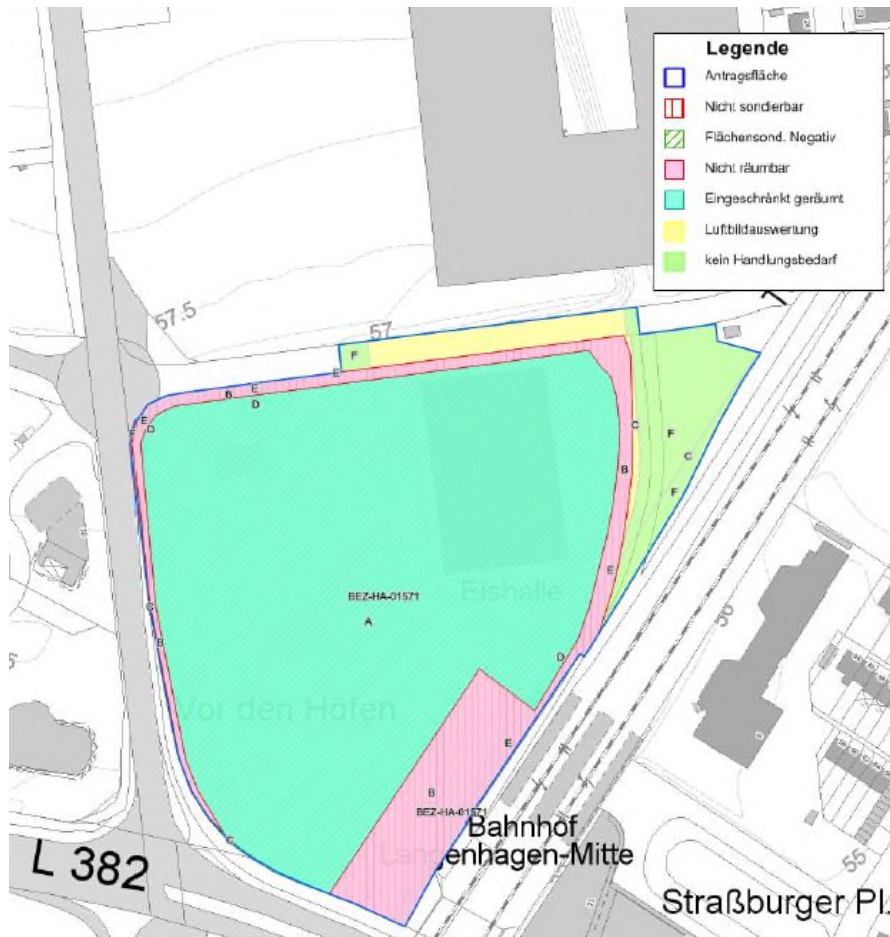 Legende
Antragsfläche
Nicht sondierbar
Flächensond. Negativ
Nicht räumbar
Eingeschränkt geräumt
Luftbildauswertung
kein Handlungsbedarf
57.5
57
F
E
E
B
D
E
D
F
C
F
C
B
F
E
BEZ-HA-01571
A
Eishalle
C
B
D
56
Vor den Höfen
E
B
BEZ-HA-01571
C
Bahnhof
Langenhagen-Mitte
L 382
55
Straßburger Pl.